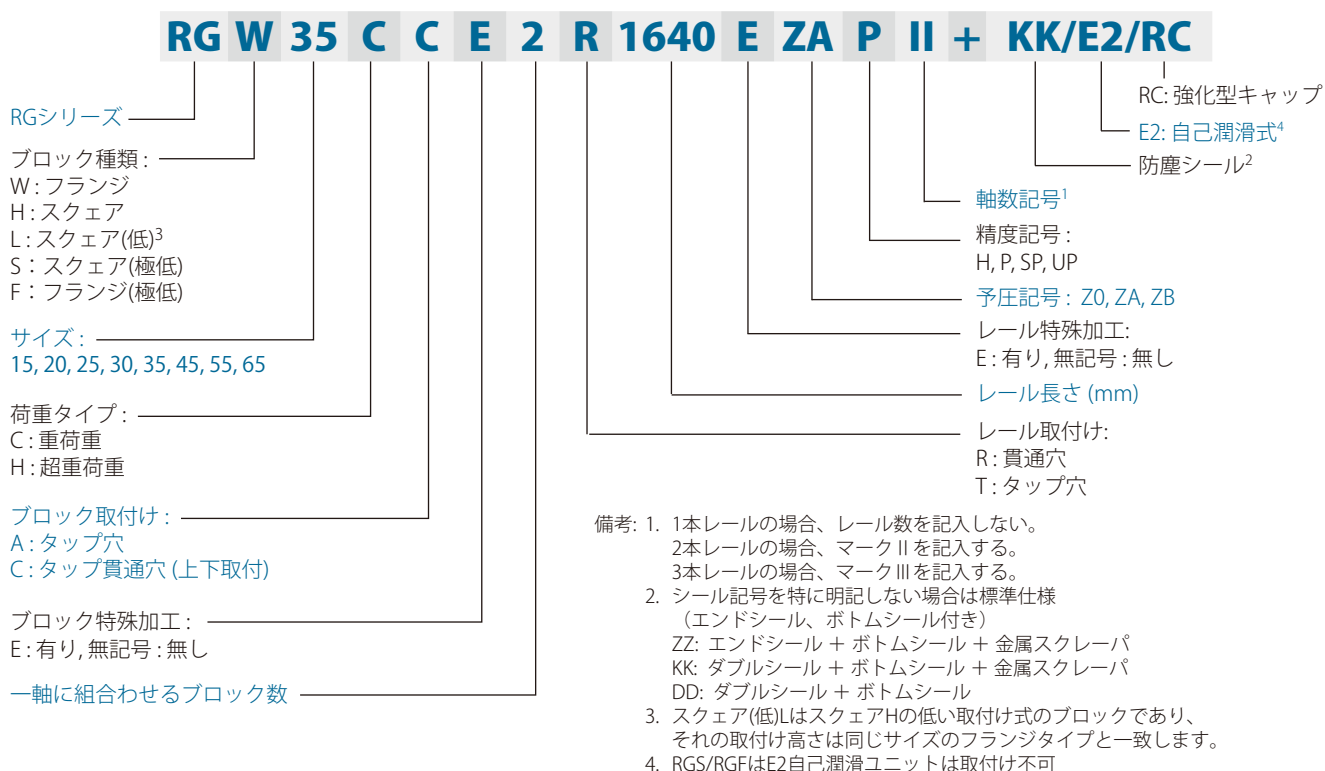 RG W 35 C C E 2 R 1640 E ZA P II + KK/E2/RC
RGシリーズ
ブロック種類 :
W : フランジ
H : スクェア
L : スクェア(低)3
S : スクェア(極低)
F : フランジ(極低)
サイズ :
15, 20, 25, 30, 35, 45, 55, 65
荷重タイプ :
C : 重荷重
H : 超重荷重
ブロック取付け :
A : タップ穴
C : タップ貫通穴 (上下取付)
ブロック特殊加工 :
E : 有り, 無記号 : 無し
一軸に組合わせるブロック数
RC: 強化型キャップ
E2: 自己潤滑式4
防塵シール2
軸数記号1
精度記号 :
H, P, SP, UP
予圧記号 : Z0, ZA, ZB
レール特殊加工:
E : 有り, 無記号 : 無し
レール長さ (mm)
レール取付け:
R : 貫通穴
T : タップ穴
備考: 1. 1本レールの場合、レール数を記入しない。
2本レールの場合、マークⅡを記入する。
3本レールの場合、マークⅢを記入する。
2. シール記号を特に明記しない場合は標準仕様
（エンドシール、ボトムシール付き）
ZZ: エンドシール + ボトムシール + 金属スクレーパ
KK: ダブルシール + ボトムシール + 金属スクレーパ
DD: ダブルシール + ボトムシール
3. スクェア(低)LはスクェアHの低い取付け式のブロックであり、
それの取付け高さは同じサイズのフランジタイプと一致します。
4. RGS/RGFはE2自己潤滑ユニットは取付け不可